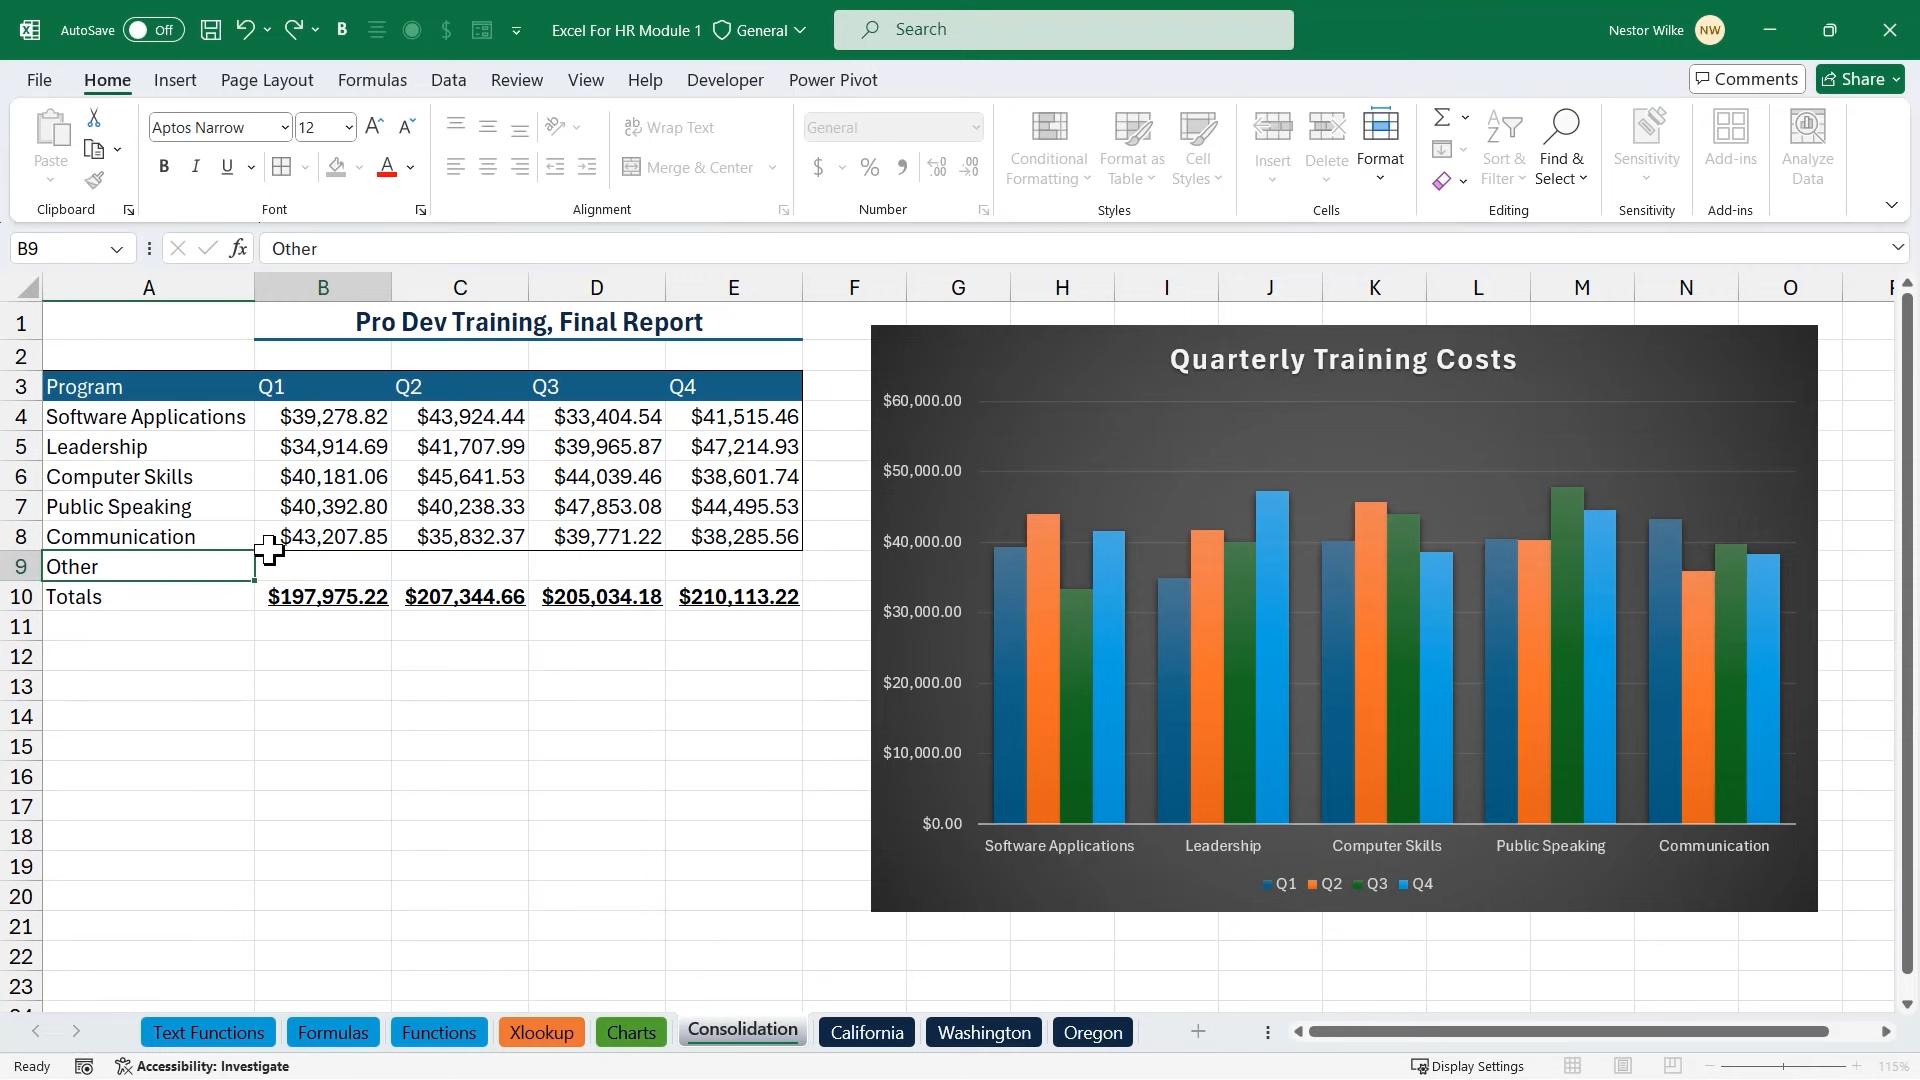 AutoSave Off B $ Excel For HR Module 1 General Search Nestor Wilke NW
File Home Insert Page Layout Formulas Data Review View Help Developer Power Pivot Comments Share
Paste
Clipboard
Aptos Narrow 12 A A
B I U A
Font
ab Wrap Text
Merge & Center
Alignment
General
$ % 9 .00 .00
Number
Conditional Formatting
Format as Table
Cell Styles
Styles
Insert Delete Format
Cells
Sort & Filter
Find & Select
Editing
Sensitivity
Sensitivity
Add-ins
Add-ins
Analyze Data
B9 fx Other
A B C D E F G H I J K L M N O
1 Pro Dev Training, Final Report
2
3 Program Q1 Q2 Q3 Q4
4 Software Applications $39,278.82 $43,924.44 $33,404.54 $41,515.46
5 Leadership $34,914.69 $41,707.99 $39,965.87 $47,214.93
6 Computer Skills $40,181.06 $45,641.53 $44,039.46 $38,601.74
7 Public Speaking $40,392.80 $40,238.33 $47,853.08 $44,495.53
8 Communication $43,207.85 $35,832.37 $39,771.22 $38,285.56
9 Other
10 Totals $197,975.22 $207,344.66 $205,034.18 $210,113.22
11
12
13
14
15
16
17
18
19
20
21
22
23
Quarterly Training Costs
$60,000.00
$50,000.00
$40,000.00
$30,000.00
$20,000.00
$10,000.00
$0.00
Software Applications Leadership Computer Skills Public Speaking Communication
Q1 Q2 Q3 Q4
Text Functions Formulas Functions Xlookup Charts Consolidation California Washington Oregon
Ready Accessibility: Investigate Display Settings 115%